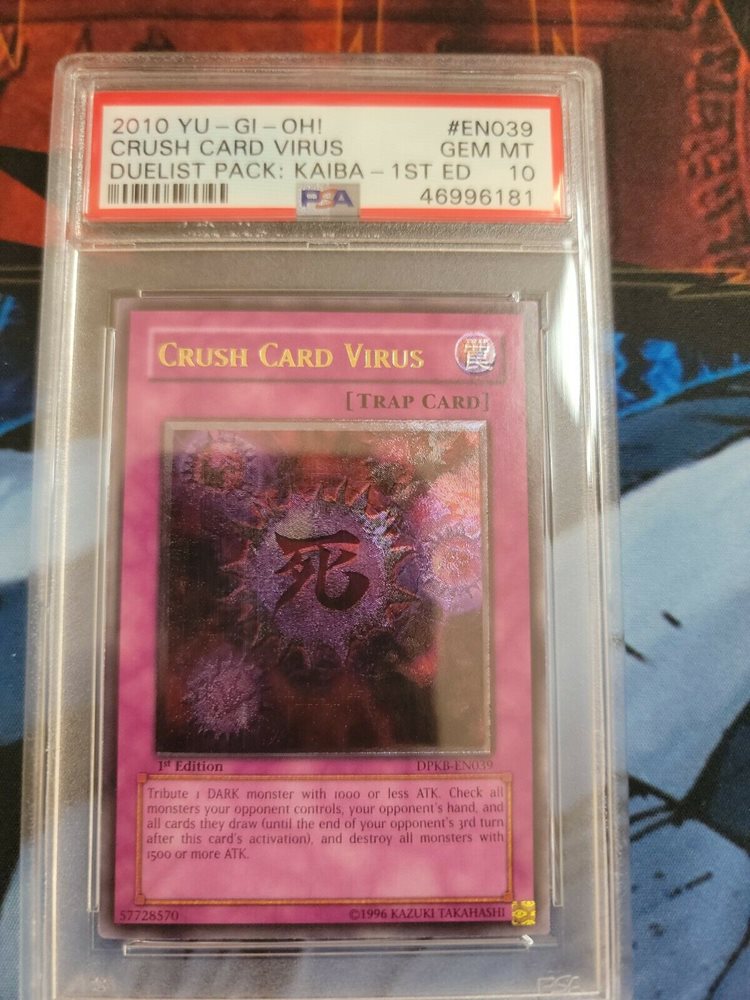 2010 YU-GI-OH! #EN039
CRUSH CARD VIRUS GEM MT
DUELIST PACK: KAIBA-1ST ED 10
PSA 46996181
CRUSH CARD VIRUS
TRAP
罠
[TRAP CARD]
死
1st Edition DPKB-EN039
Tribute 1 DARK monster with 1000 or less ATK. Check all
monsters your opponent controls, your opponent's hand, and
all cards they draw (until the end of your opponent's 3rd turn
after this card's activation), and destroy all monsters with
1500 or more ATK.
57728570 ©1996 KAZUKI TAKAHASHI